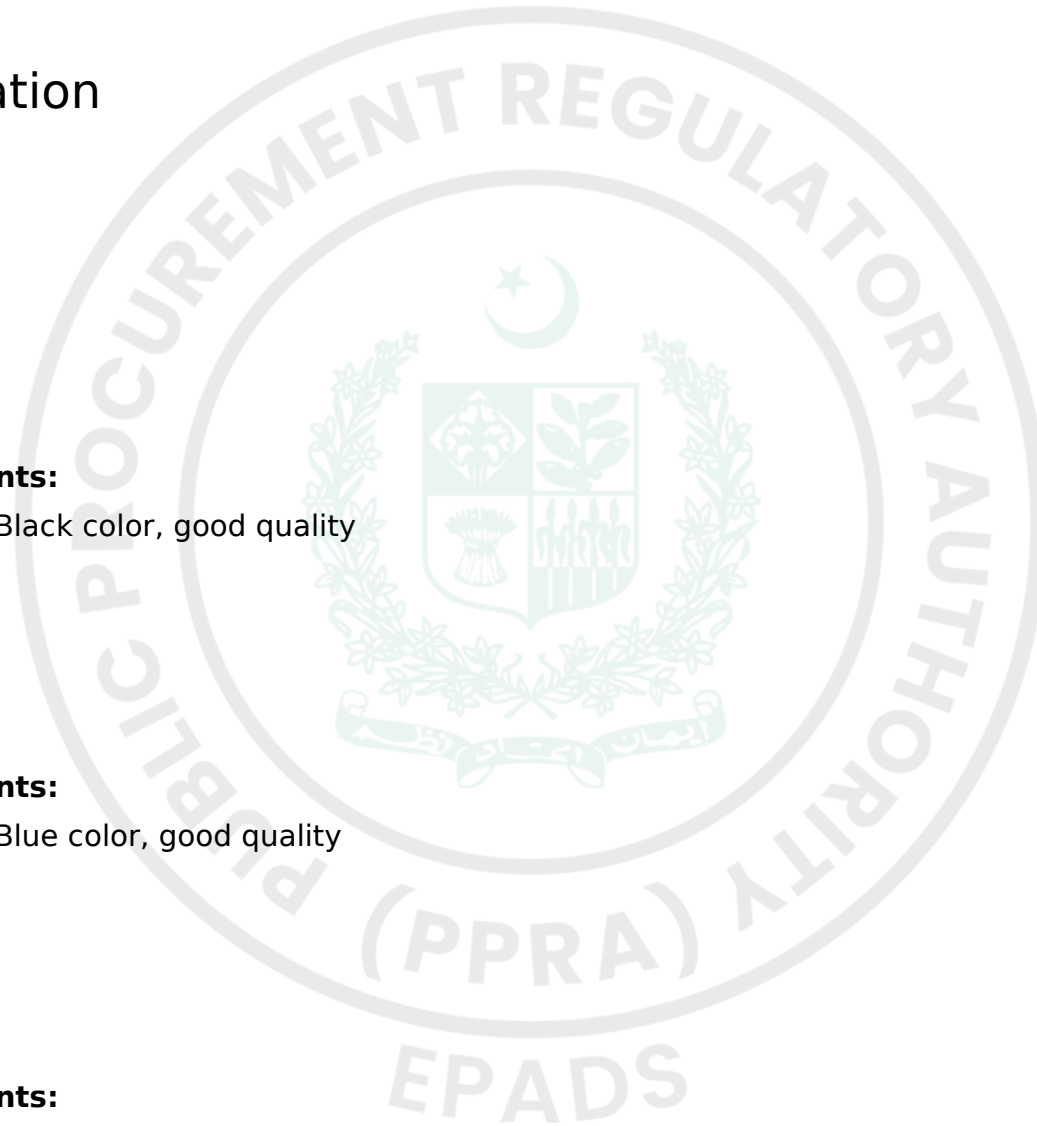 ation
nts:
Black color, good quality
nts:
Blue color, good quality
nts:
PUBLIC PROCUREMENT REGULATORY AUTHORITY
(PPRA)
EPADS